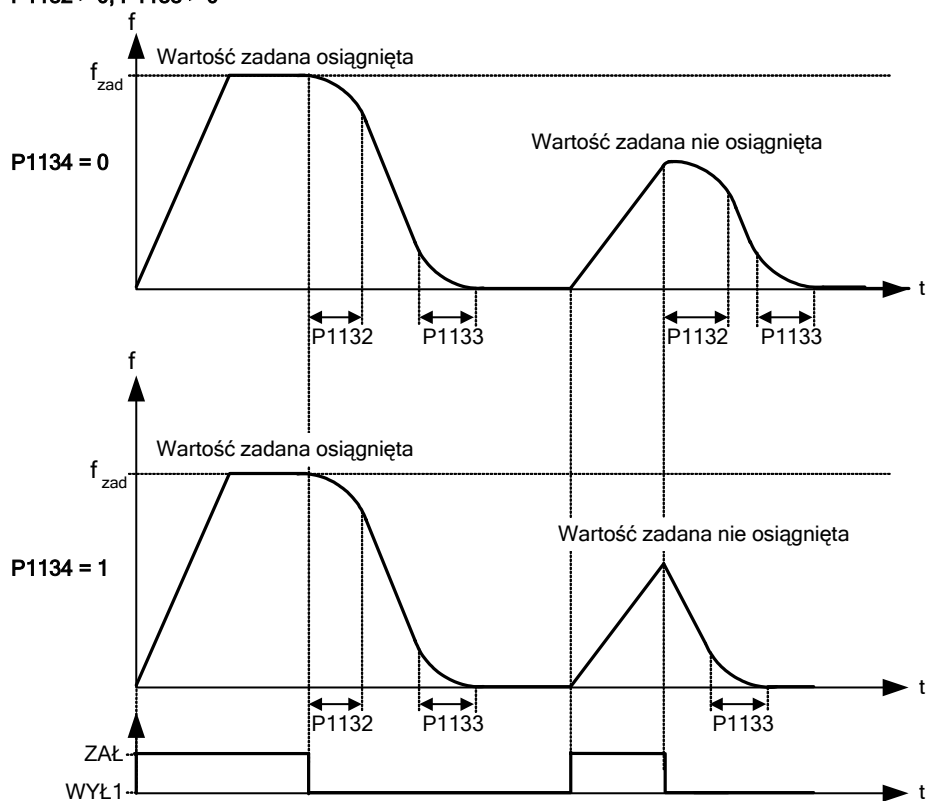 f
Wartość zadana osiągnięta
f zad
Wartość zadana nie osiągnięta
P1134 = 0
t
P1132 P1133 P1132 P1133
f
Wartość zadana osiągnięta
f zad
Wartość zadana nie osiągnięta
P1134 = 1
t
P1132 P1133 P1133
ZAŁ
WYŁ1 t